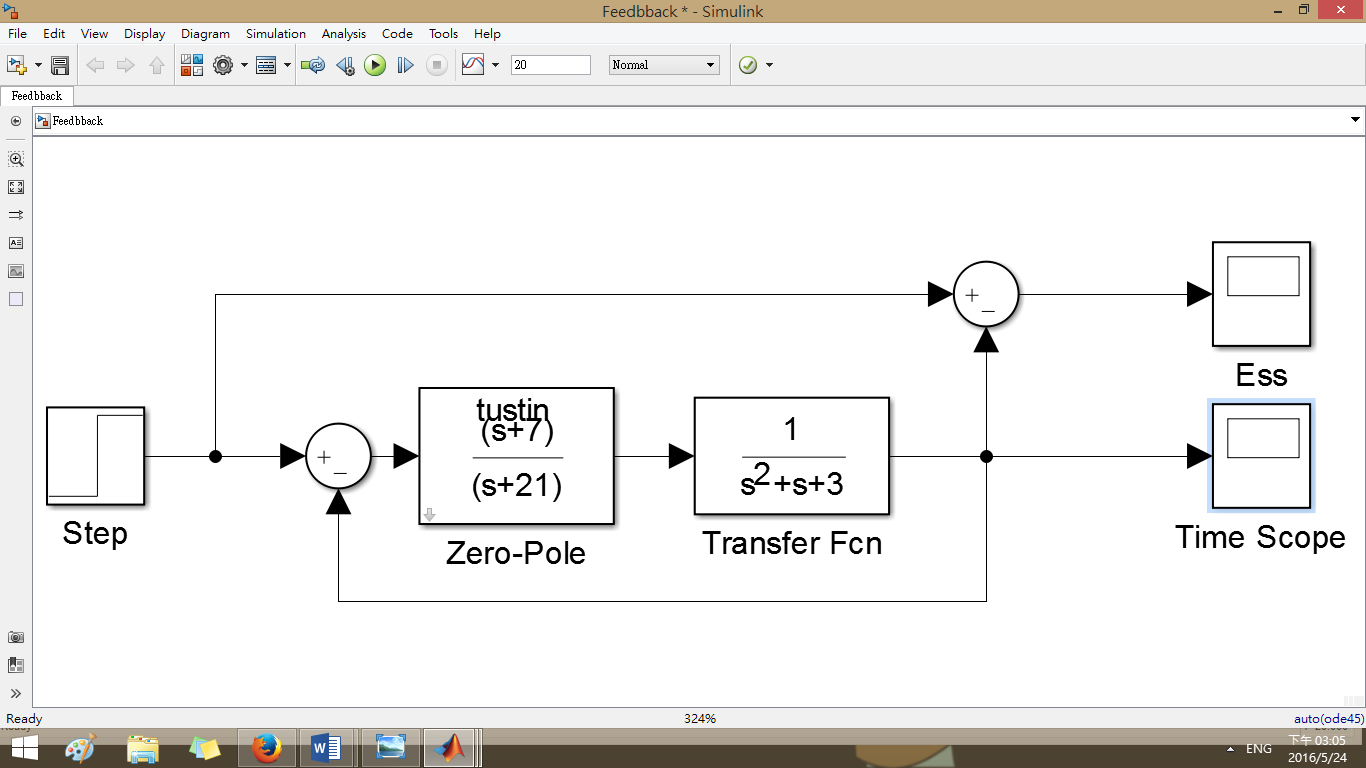 Feedbback * - Simulink
File Edit View Display Diagram Simulation Analysis Code Tools Help
20 Normal
Feedbback
Feedbback
+
_
Ess
Step
+
_
tustin
(s+7)
(s+21)
Zero-Pole
1
s2+s+3
Transfer Fcn
Time Scope
Ready 324% auto(ode45)
ENG
下午 03:05
2016/5/24